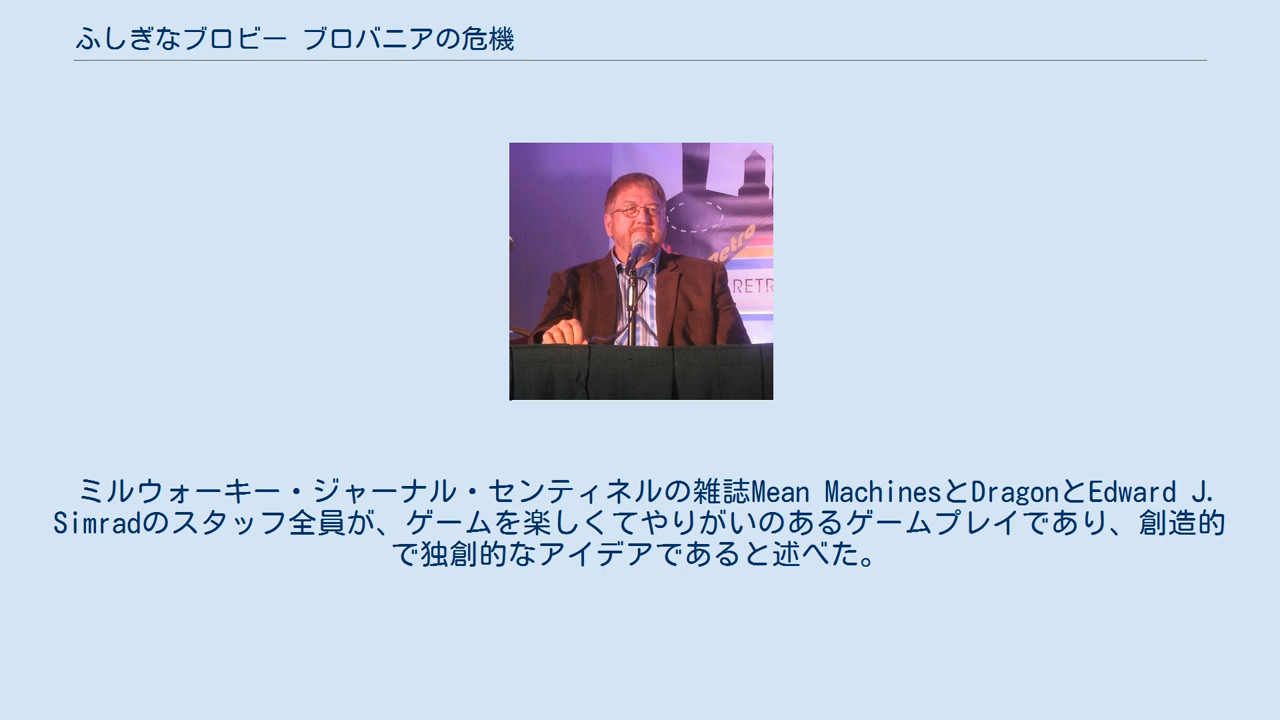 ふしぎなブロビー ブロバニアの危機
etro
RETR
ミルウォーキー・ジャーナル・センティネルの雑誌Mean MachinesとDragonとEdward J.
Simradのスタッフ全員が、ゲームを楽しくてやりがいのあるゲームプレイであり、創造的
で独創的なアイデアであると述べた。